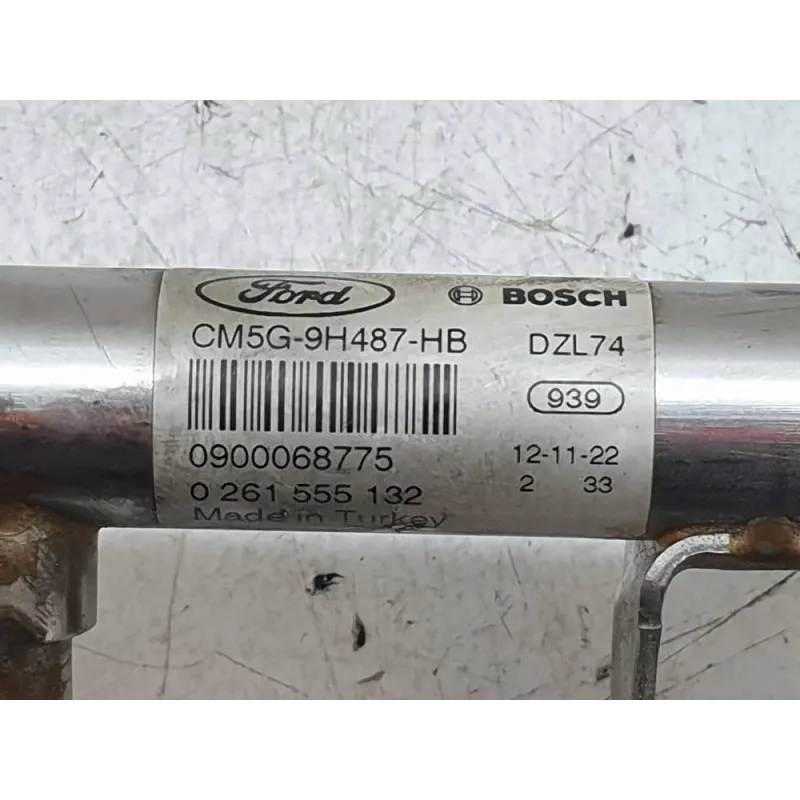 Ford BOSCH
CM5G-9H487-HB DZL74
939
0900068775 12-11-22
0 261 555 132 2 33
Made in Turkey